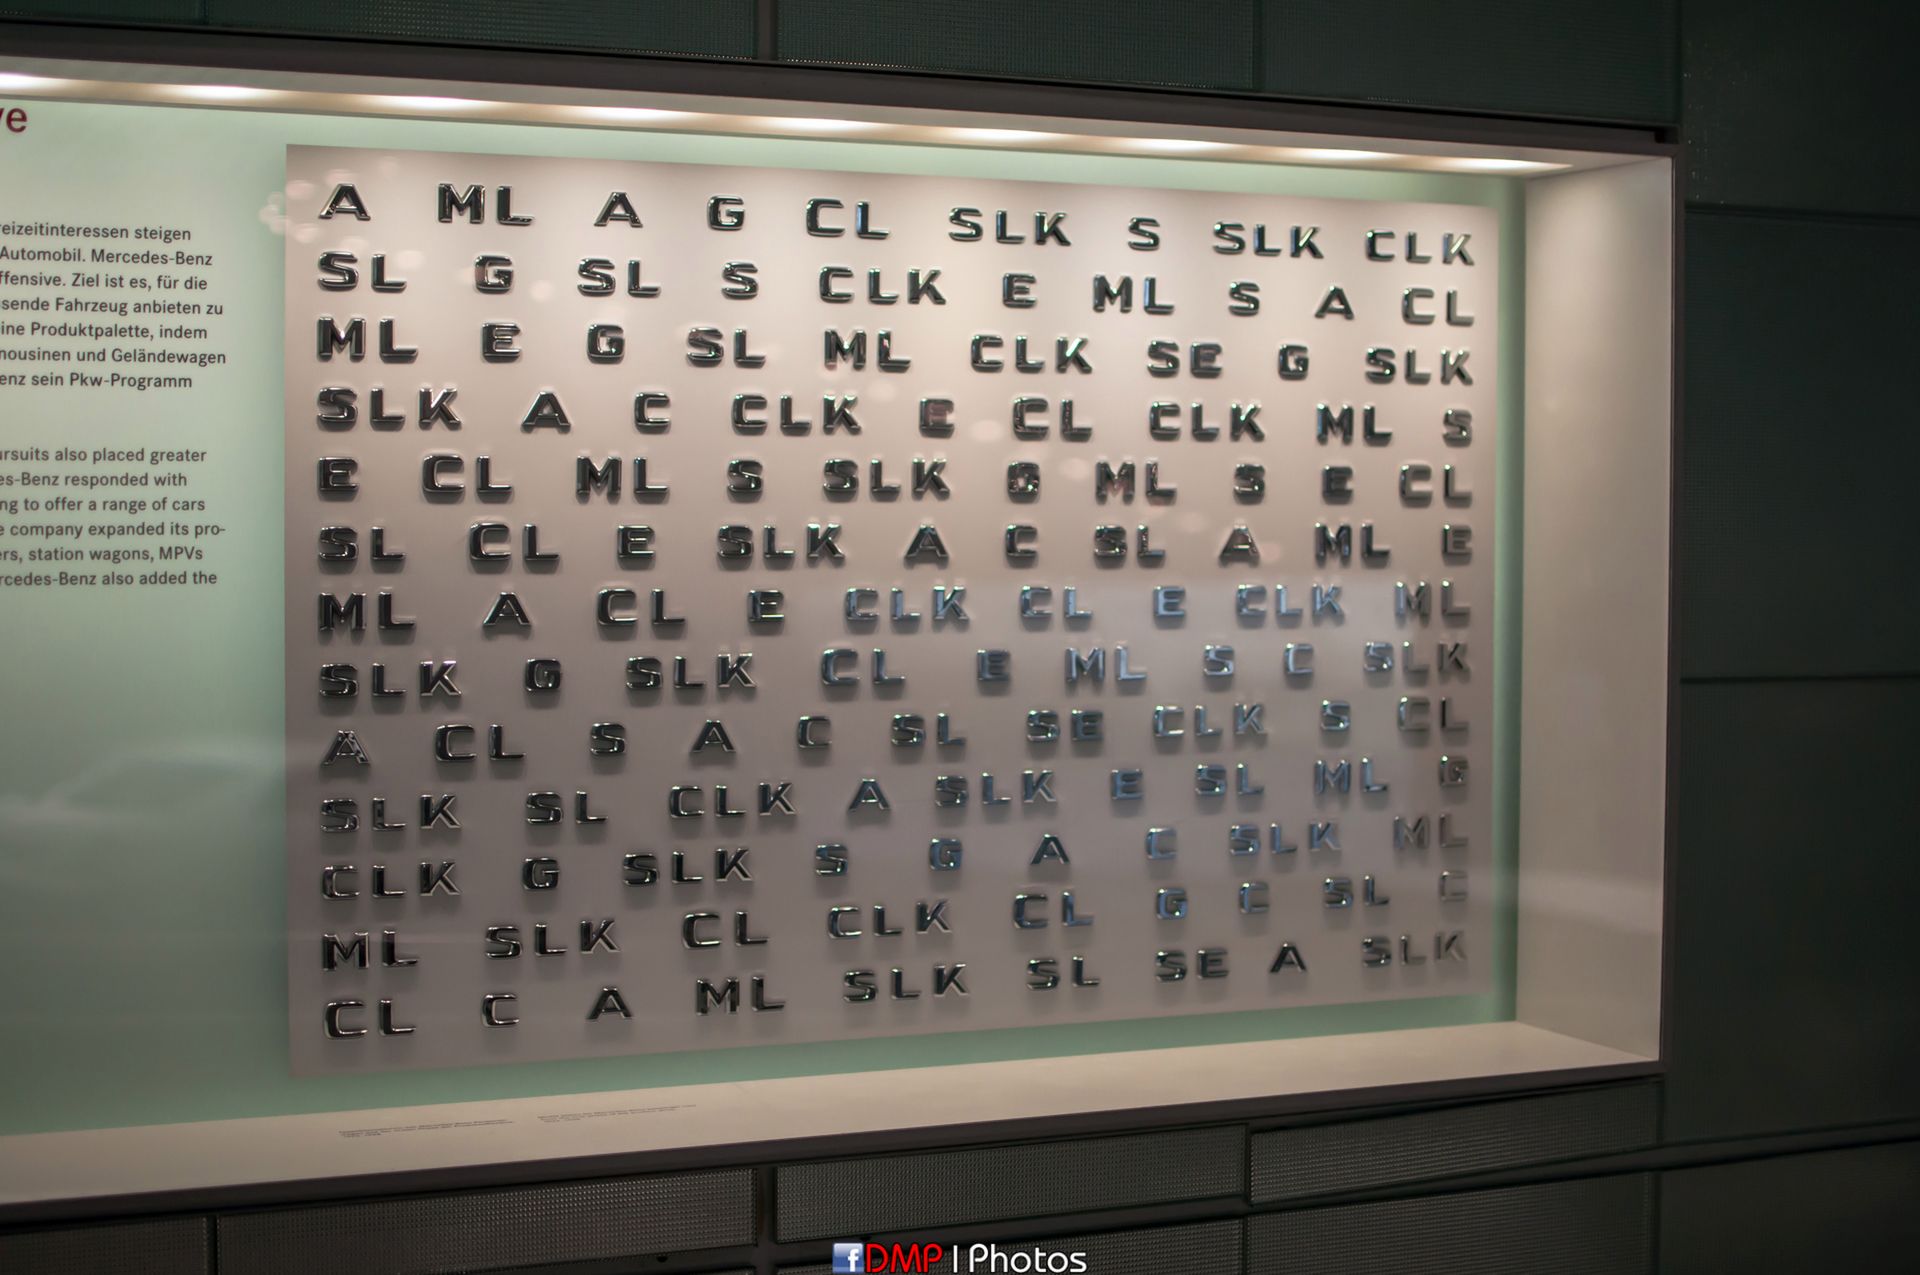 ve
eizeitinteressen steigen
Automobil. Mercedes-Benz
ffensive. Ziel ist es, für die
sende Fahrzeug anbieten zu
ine Produktpalette, indem
nousinen und Geländewagen
enz sein Pkw-Programm
ursuits also placed greater
es-Benz responded with
ng to offer a range of cars
e company expanded its pro-
ers, station wagons, MPVs
rcedes-Benz also added the
A ML A G CL SLK S SLK CLK
SL G SL S CLK E ML S A CL
ML E G SL ML CLK SE G SLK
SLK A C CLK E CL CLK ML S
E CL ML S SLK G ML S E CL
SL CL E SLK A C SL A ML E
ML A CL E CLK CL E CLK ML
SLK G SLK CL E ML S C SLK
A CL S A C SL SE CLK S CL
SLK SL CLK A SLK E SL ML G
CLK G SLK S G A C SLK ML
ML SLK CL CLK CL G C SL C
CL C A ML SLK SL SE A SLK
f DMP | Photos